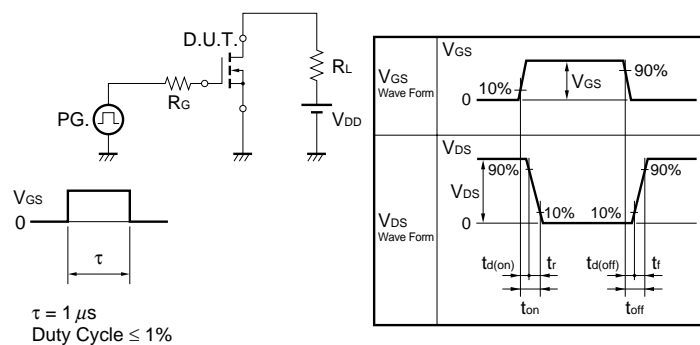 D.U.T.
RL
RG
PG.
VDD
VGS
0
τ
τ = 1 μs
Duty Cycle ≤ 1%
VGS
Wave Form
VGS
10%
VGS
90%
0
VDS
Wave Form
VDS
90%
VDS
10%
10%
90%
0
td(on)
tr
td(off)
tf
ton
toff